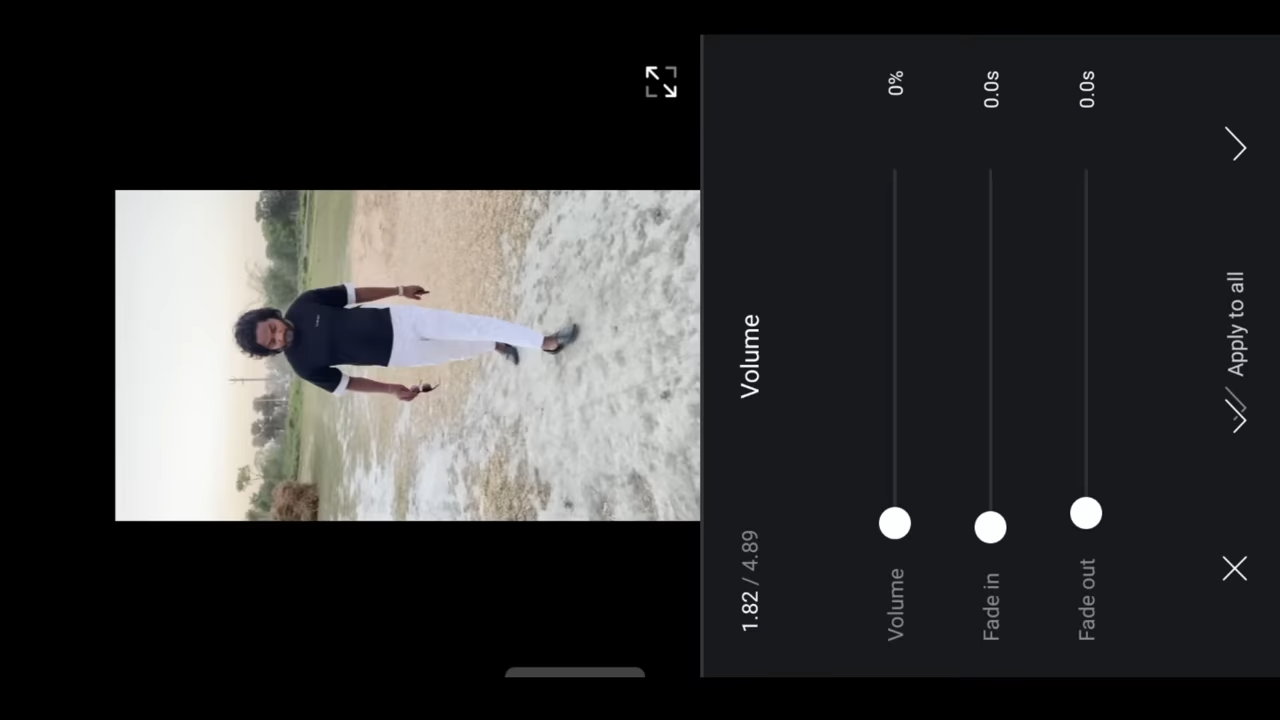 1.82 / 4.89
Volume
Volume 0%
Fade in 0.0s
Fade out 0.0s
Apply to all